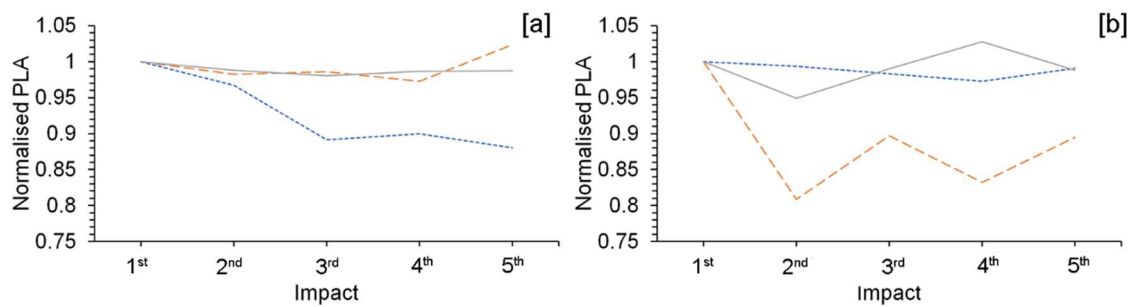 [a]
Normalised PLA
1.05
1
0.95
0.9
0.85
0.8
0.75
1st 2nd 3rd 4th 5th
Impact
[b]
Normalised PLA
1.05
1
0.95
0.9
0.85
0.8
0.75
1st 2nd 3rd 4th 5th
Impact